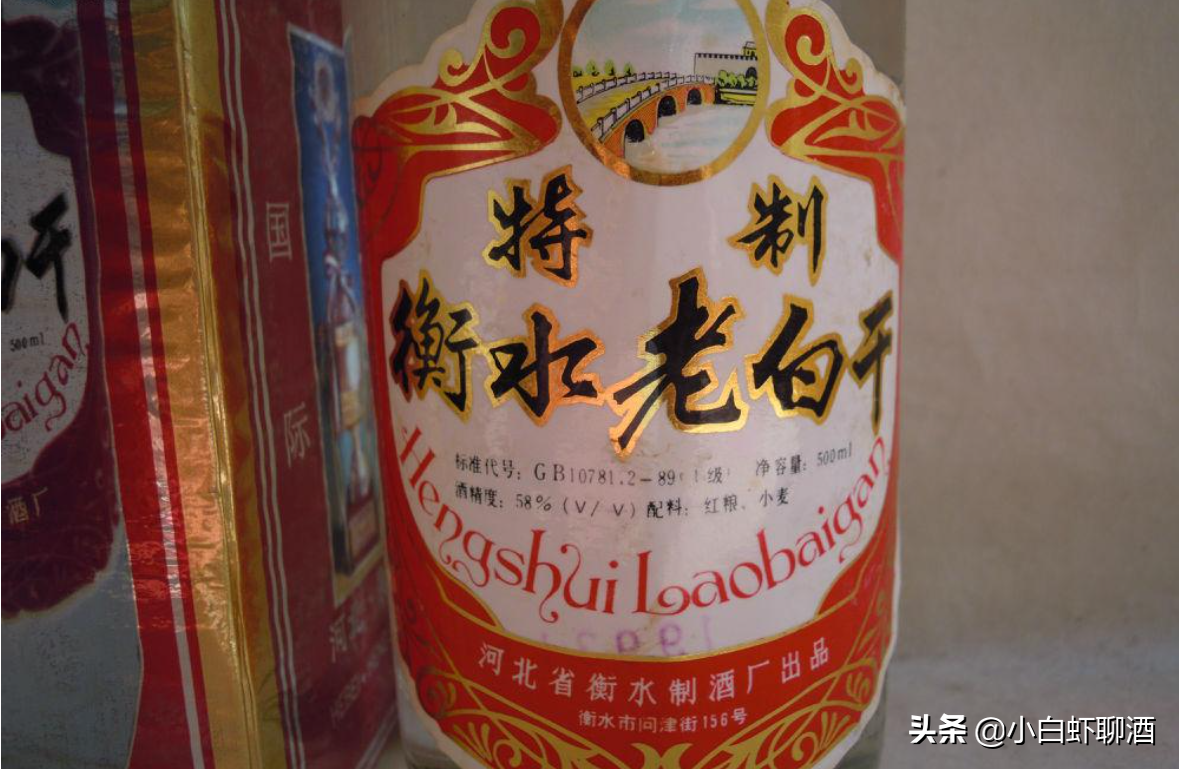 特 制
衡水老白干
标准代号：GB10781.2-89(1级) 净容量：500ml
酒精度：58%(V/V) 配料：红粮、小麦
Hengshui Laobaigan
河北省衡水制酒厂出品
衡水市问津街156号
国
际
河
干
500ml
baigan
酒厂
头条 @小白虾聊酒